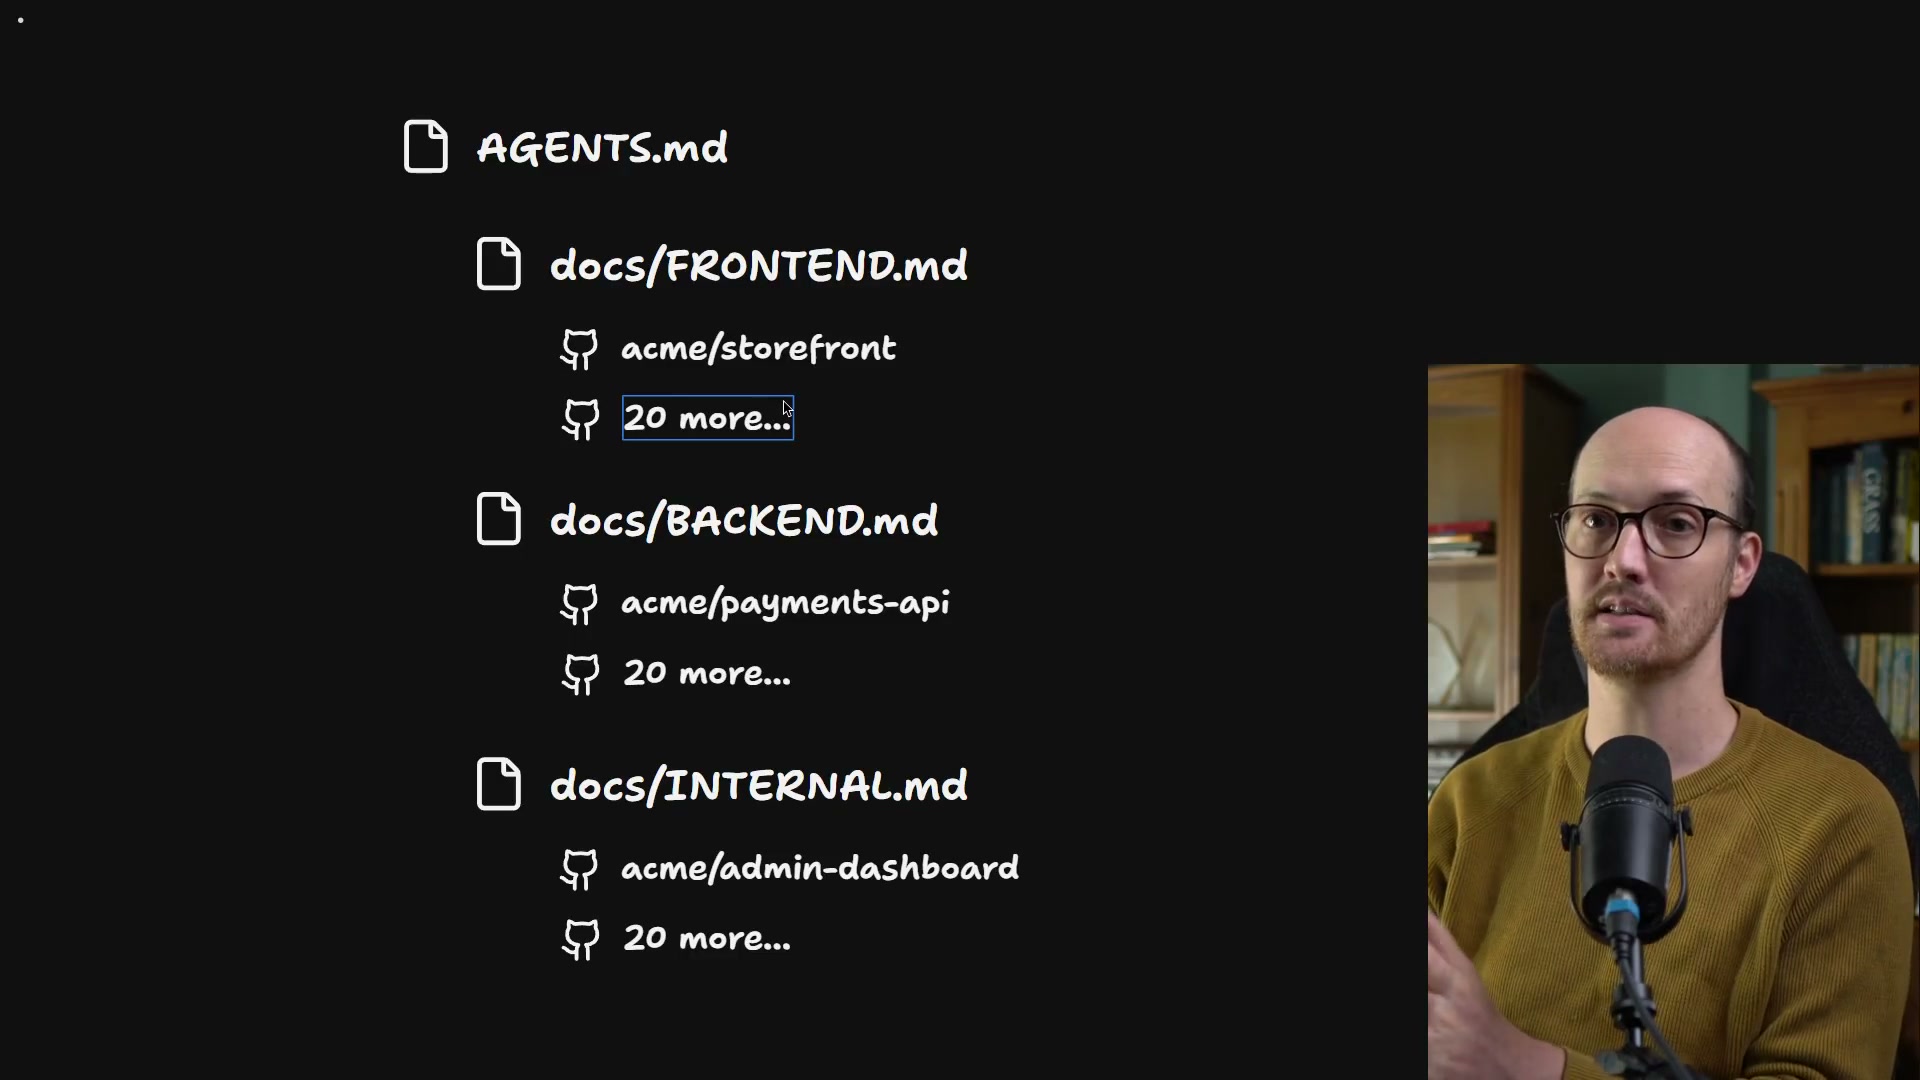 AGENTS.md
docs/FRONTEND.md
acme/storefront
20 more...
docs/BACKEND.md
acme/payments-api
20 more...
docs/INTERNAL.md
acme/admin-dashboard
20 more...
GRASS